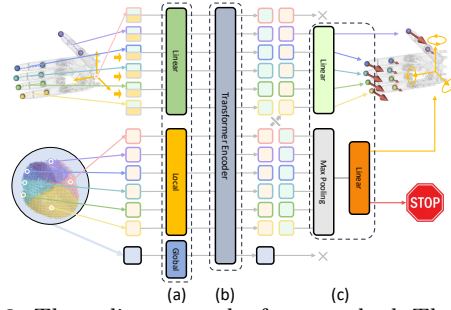 Linear
Transformer Encoder
Linear
Local
Max Pooling
Linear
STOP
Global
(a) (b) (c)